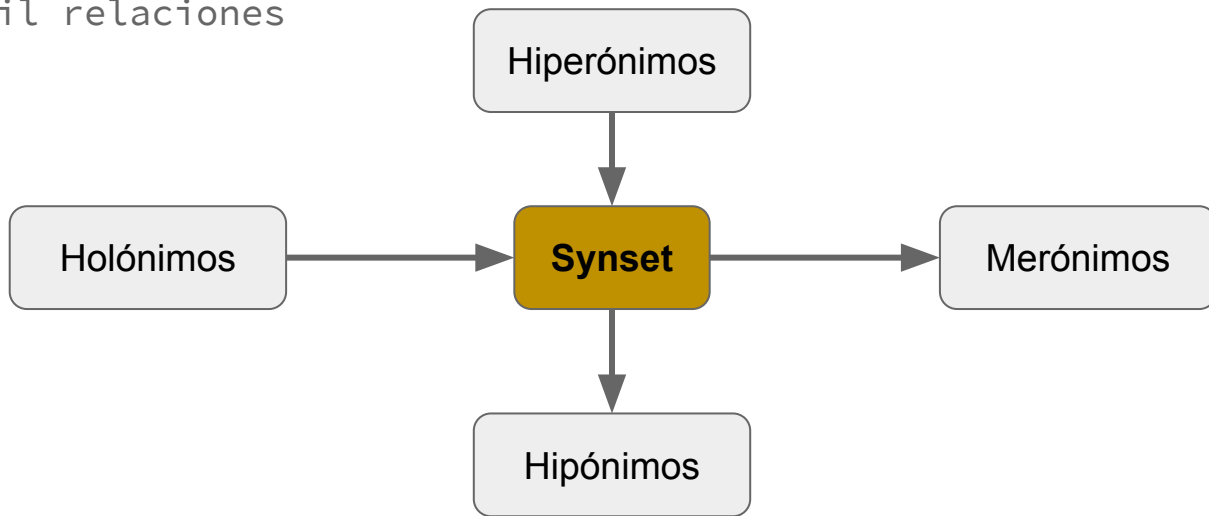 il relaciones
Hiperónimos
Holónimos
Synset
Merónimos
Hipónimos